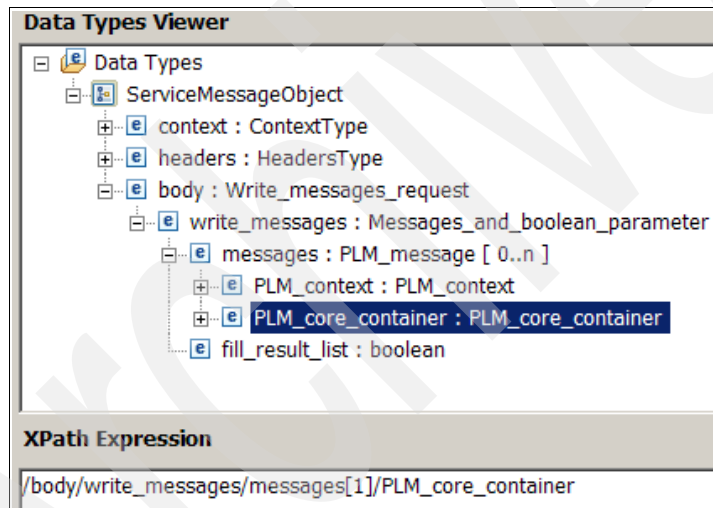 Data Types Viewer
Data Types
ServiceMessageObject
e context : ContextType
e headers : HeadersType
e body : Write_messages_request
e write_messages : Messages_and_boolean_parameter
e messages : PLM_message [ 0..n ]
e PLM_context : PLM_context
e PLM_core_container : PLM_core_container
e fill_result_list : boolean
XPath Expression
/body/write_messages/messages[1]/PLM_core_container